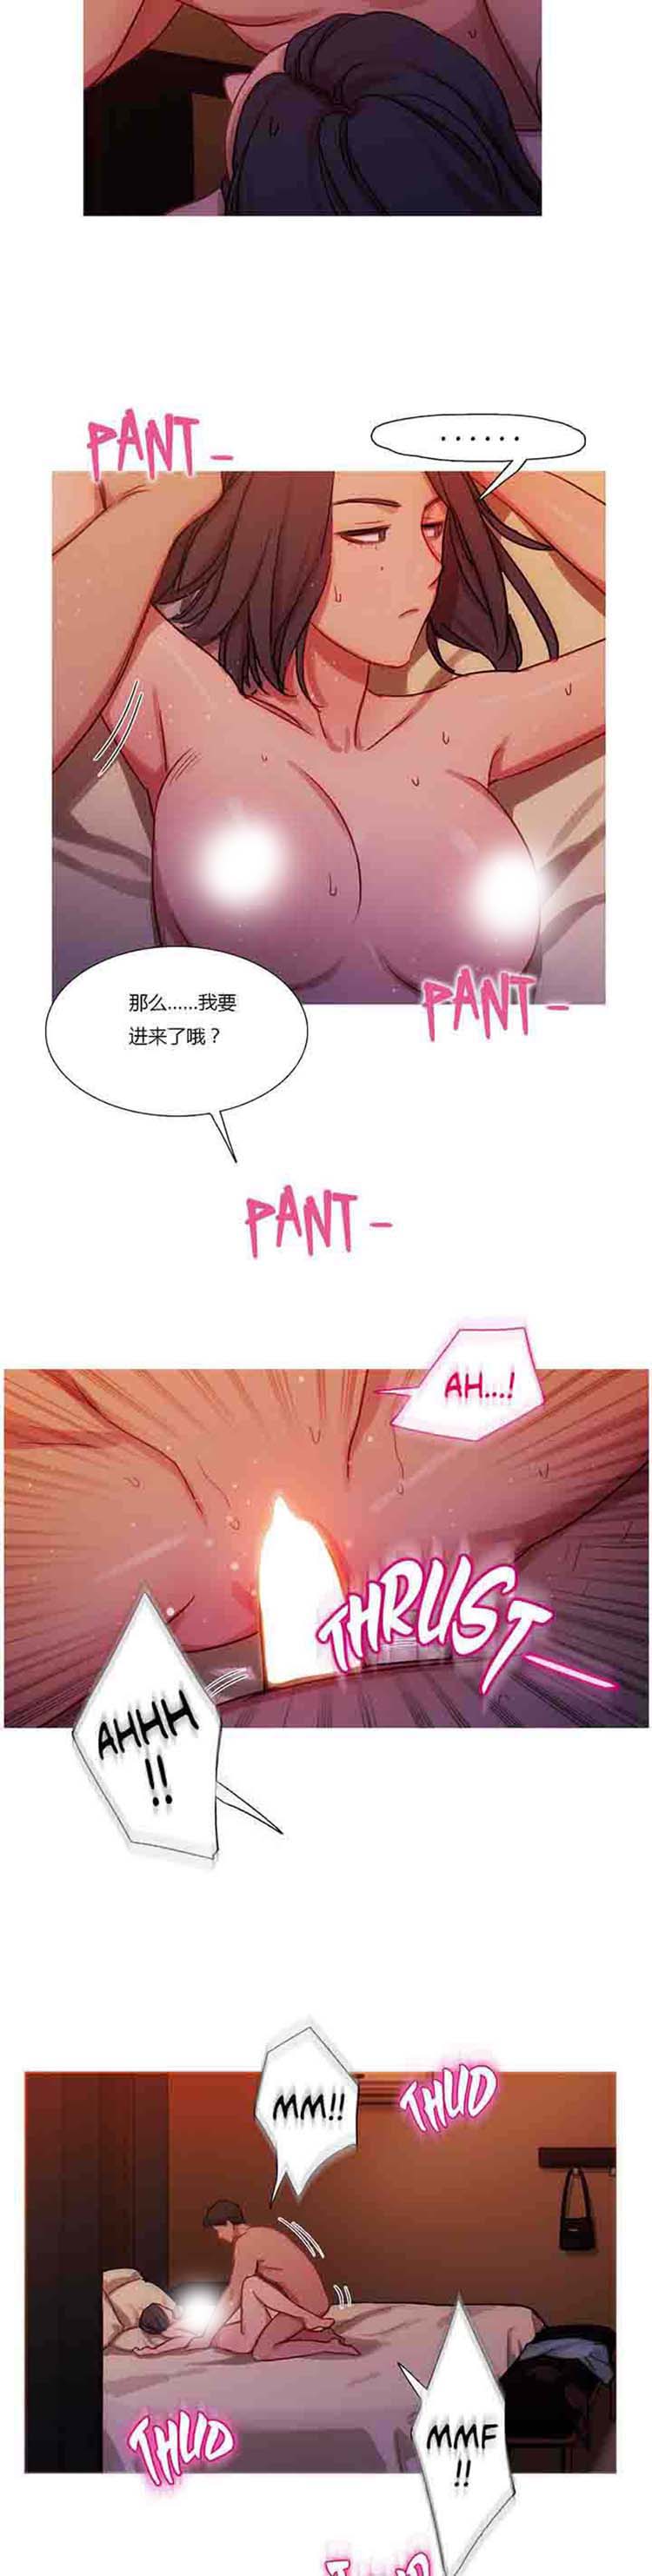 PANT-
......
那么......我要
进来了哦？
PANT-
PANT-
AH...!
THRUST
AHHH
!!
MM!!
THUD
MMF
!!
THUD